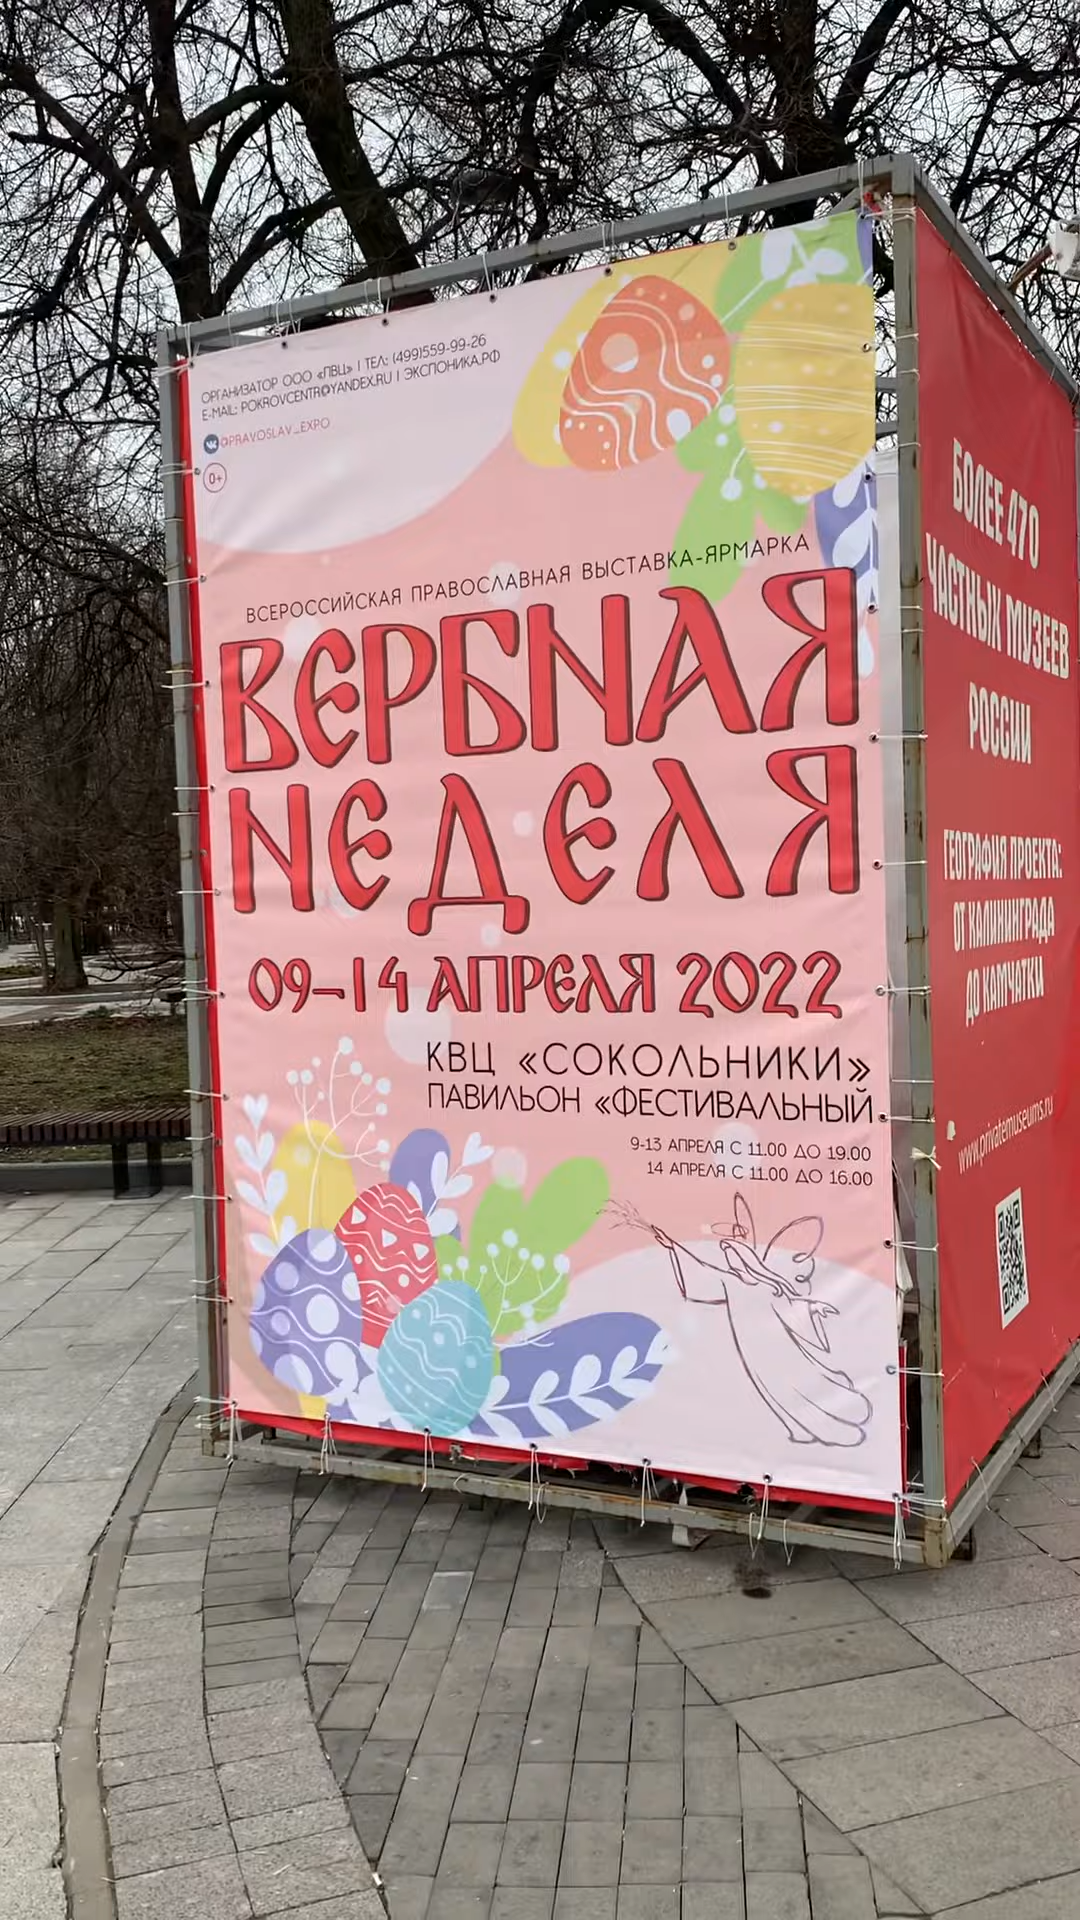 ОРГАНИЗАТОР ООО «ПВЦ» | ТЕЛ: (499)559-99-26
E-MAIL: POKROVCENTR@YANDEX.RU | ЭКСПОНИКА.РФ
@PRAVOSLAV_EXPO
0+
ВСЕРОССИЙСКАЯ ПРАВОСЛАВНАЯ ВЫСТАВКА-ЯРМАРКА
ВЕРБНАЯ
НЕДЕЛЯ
09-14 АПРЕЛЯ 2022
КВЦ «СОКОЛЬНИКИ»
ПАВИЛЬОН «ФЕСТИВАЛЬНЫЙ
9-13 АПРЕЛЯ С 11.00 ДО 19.00
14 АПРЕЛЯ С 11.00 ДО 16.00
БОЛЕЕ 470
ЧАСТНЫХ МУЗЕЕВ
РОССИИ
ГЕОГРАФИЯ ПРОЕКТА:
ОТ КАЛИНИНГРАДА
ДО КАМЧАТКИ
www.privatemuseums.ru